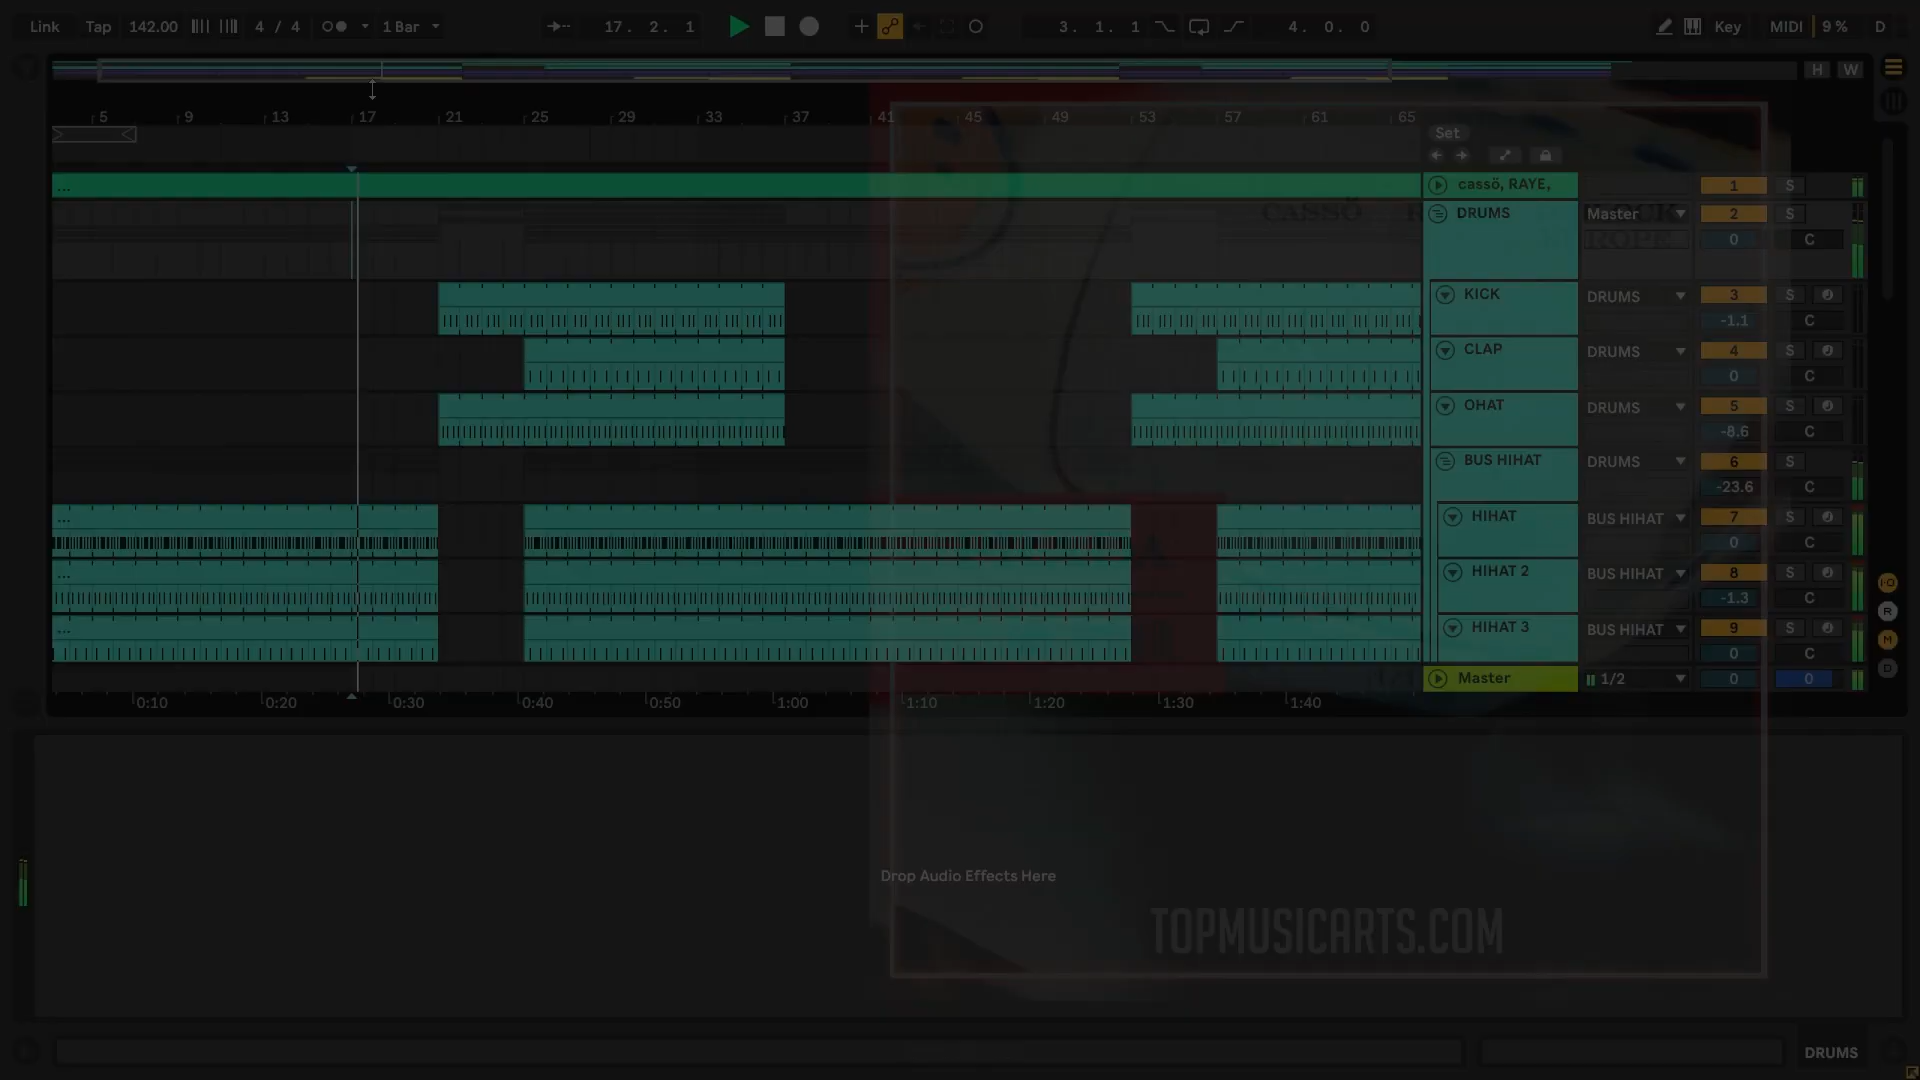 Link Tap 142.00 4 / 4 1 Bar 17. 2. 1 3. 1. 1 4. 0. 0 Key MIDI 9 % D
H W
5 9 13 17 21 25 29 33 37 41 45 49 53 57 61 65
Set
... cassö, RAYE, 1 S
DRUMS Master 2 S
0 C
CASSÖ
KICK DRUMS 3 S
-1.1 C
CLAP DRUMS 4 S
0 C
OHAT DRUMS 5 S
-8.6 C
BUS HIHAT DRUMS 6 S
-23.6 C
... HIHAT BUS HIHAT 7 S
0 C
... HIHAT 2 BUS HIHAT 8 S
-1.3 C
... HIHAT 3 BUS HIHAT 9 S
0 C
I·O
R
M
D
Master 1/2 0 0
0:10 0:20 0:30 0:40 0:50 1:00 1:10 1:20 1:30 1:40
Drop Audio Effects Here
TOPMUSICARTS.COM
DRUMS